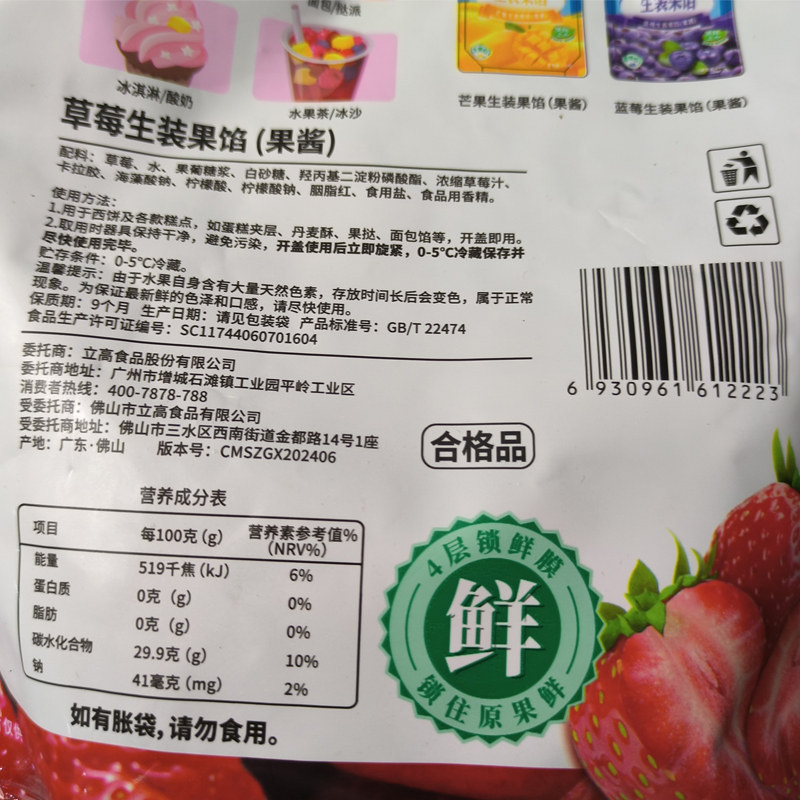 面包/挞派
生装果馅
生装果馅
冰淇淋/酸奶
水果茶/冰沙
芒果生装果馅(果酱)
蓝莓生装果馅(果酱)
草莓生装果馅(果酱)
配料：草莓、水、果葡糖浆、白砂糖、羟丙基二淀粉磷酸酯、浓缩草莓汁、
卡拉胶、海藻酸钠、柠檬酸、柠檬酸钠、胭脂红、食用盐、食品用香精。
使用方法：
1.用于西饼及各款糕点，如蛋糕夹层、丹麦酥、果挞、面包馅等，开盖即用。
2.取用时器具保持干净，避免污染，开盖使用后立即旋紧，0-5℃冷藏保存并
尽快使用完毕。
贮存条件：0-5℃冷藏。
温馨提示：由于水果自身含有大量天然色素，存放时间长后会变色，属于正常
现象。为保证最新鲜的色泽和口感，请尽快使用。
保质期：9个月 生产日期：请见包装袋 产品标准号：GB/T 22474
食品生产许可证编号：SC11744060701604
委托商：立高食品股份有限公司
委托商地址：广州市增城石滩镇工业园平岭工业区
消费者热线：400-7878-788
受委托商：佛山市立高食品有限公司
受委托商地址：佛山市三水区西南街道金都路14号1座
产地：广东·佛山 版本号：CMSZGX202406
6 930961 612223
合格品
营养成分表
项目 每100克(g) 营养素参考值%(NRV%)
能量 519千焦(kJ) 6%
蛋白质 0克(g) 0%
脂肪 0克(g) 0%
碳水化合物 29.9克(g) 10%
钠 41毫克(mg) 2%
4层锁鲜膜
鲜
锁住原果鲜
如有胀袋，请勿食用。